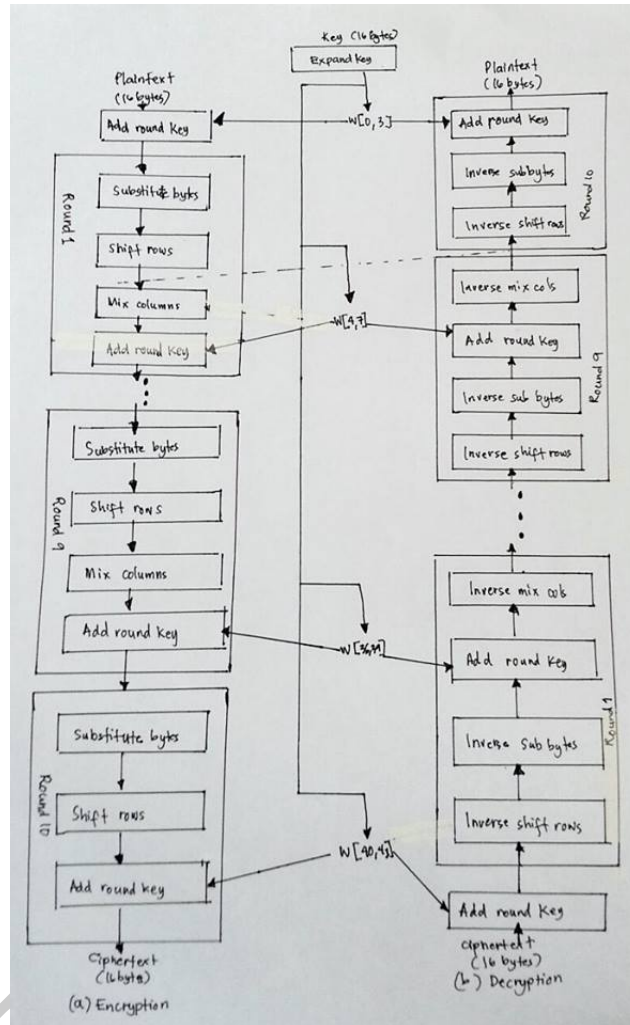 Key (16 bytes)
Expand key
Plaintext
(16 bytes)
Add round key
Round 1
Substitute bytes
Shift rows
Mix columns
Add round key
Round 9
Substitute bytes
Shift rows
Mix columns
Add round key
Round 10
Substitute bytes
Shift rows
Add round key
Ciphertext
(16 byte)
(a) Encryption
W[0, 3]
W[4,7]
W[36,39]
W[40,43]
Plaintext
(16 bytes)
Add round key
Inverse subbytes
Inverse shift rows
Round 10
Inverse mix cols
Add round key
Inverse sub bytes
Inverse shift rows
Round 9
Inverse mix cols
Add round key
Inverse Sub bytes
Inverse shift rows
Round 1
Add round Key
ciphertext
(16 bytes)
(b) Decryption